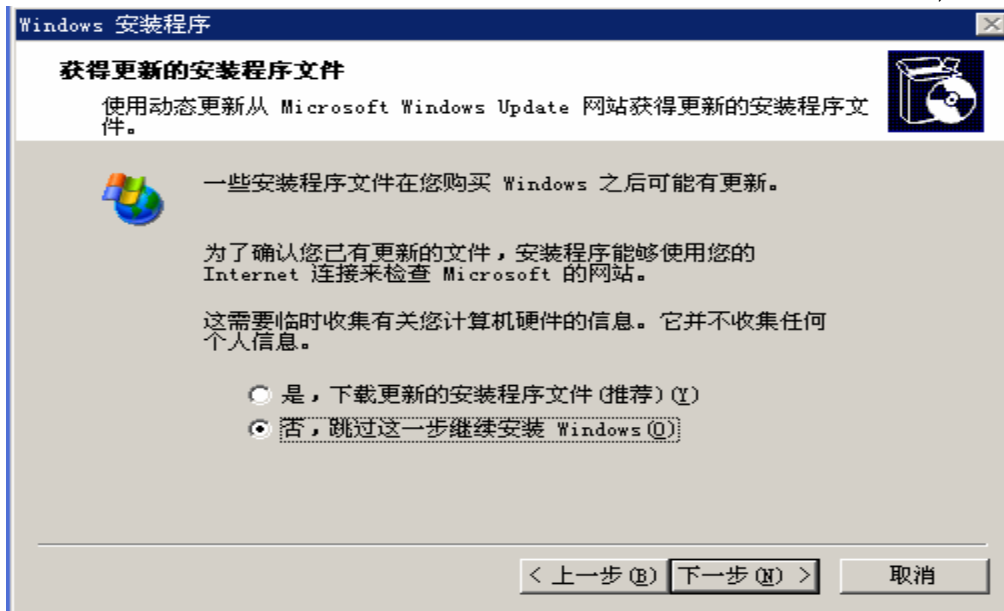 Windows 安装程序
获得更新的安装程序文件
使用动态更新从 Microsoft Windows Update 网站获得更新的安装程序文
件。
一些安装程序文件在您购买 Windows 之后可能有更新。
为了确认您已有更新的文件，安装程序能够使用您的
Internet 连接来检查 Microsoft 的网站。
这需要临时收集有关您计算机硬件的信息。它并不收集任何
个人信息。
是，下载更新的安装程序文件(推荐)(Y)
否，跳过这一步继续安装 Windows(O)
< 上一步(B) 下一步(N) > 取消